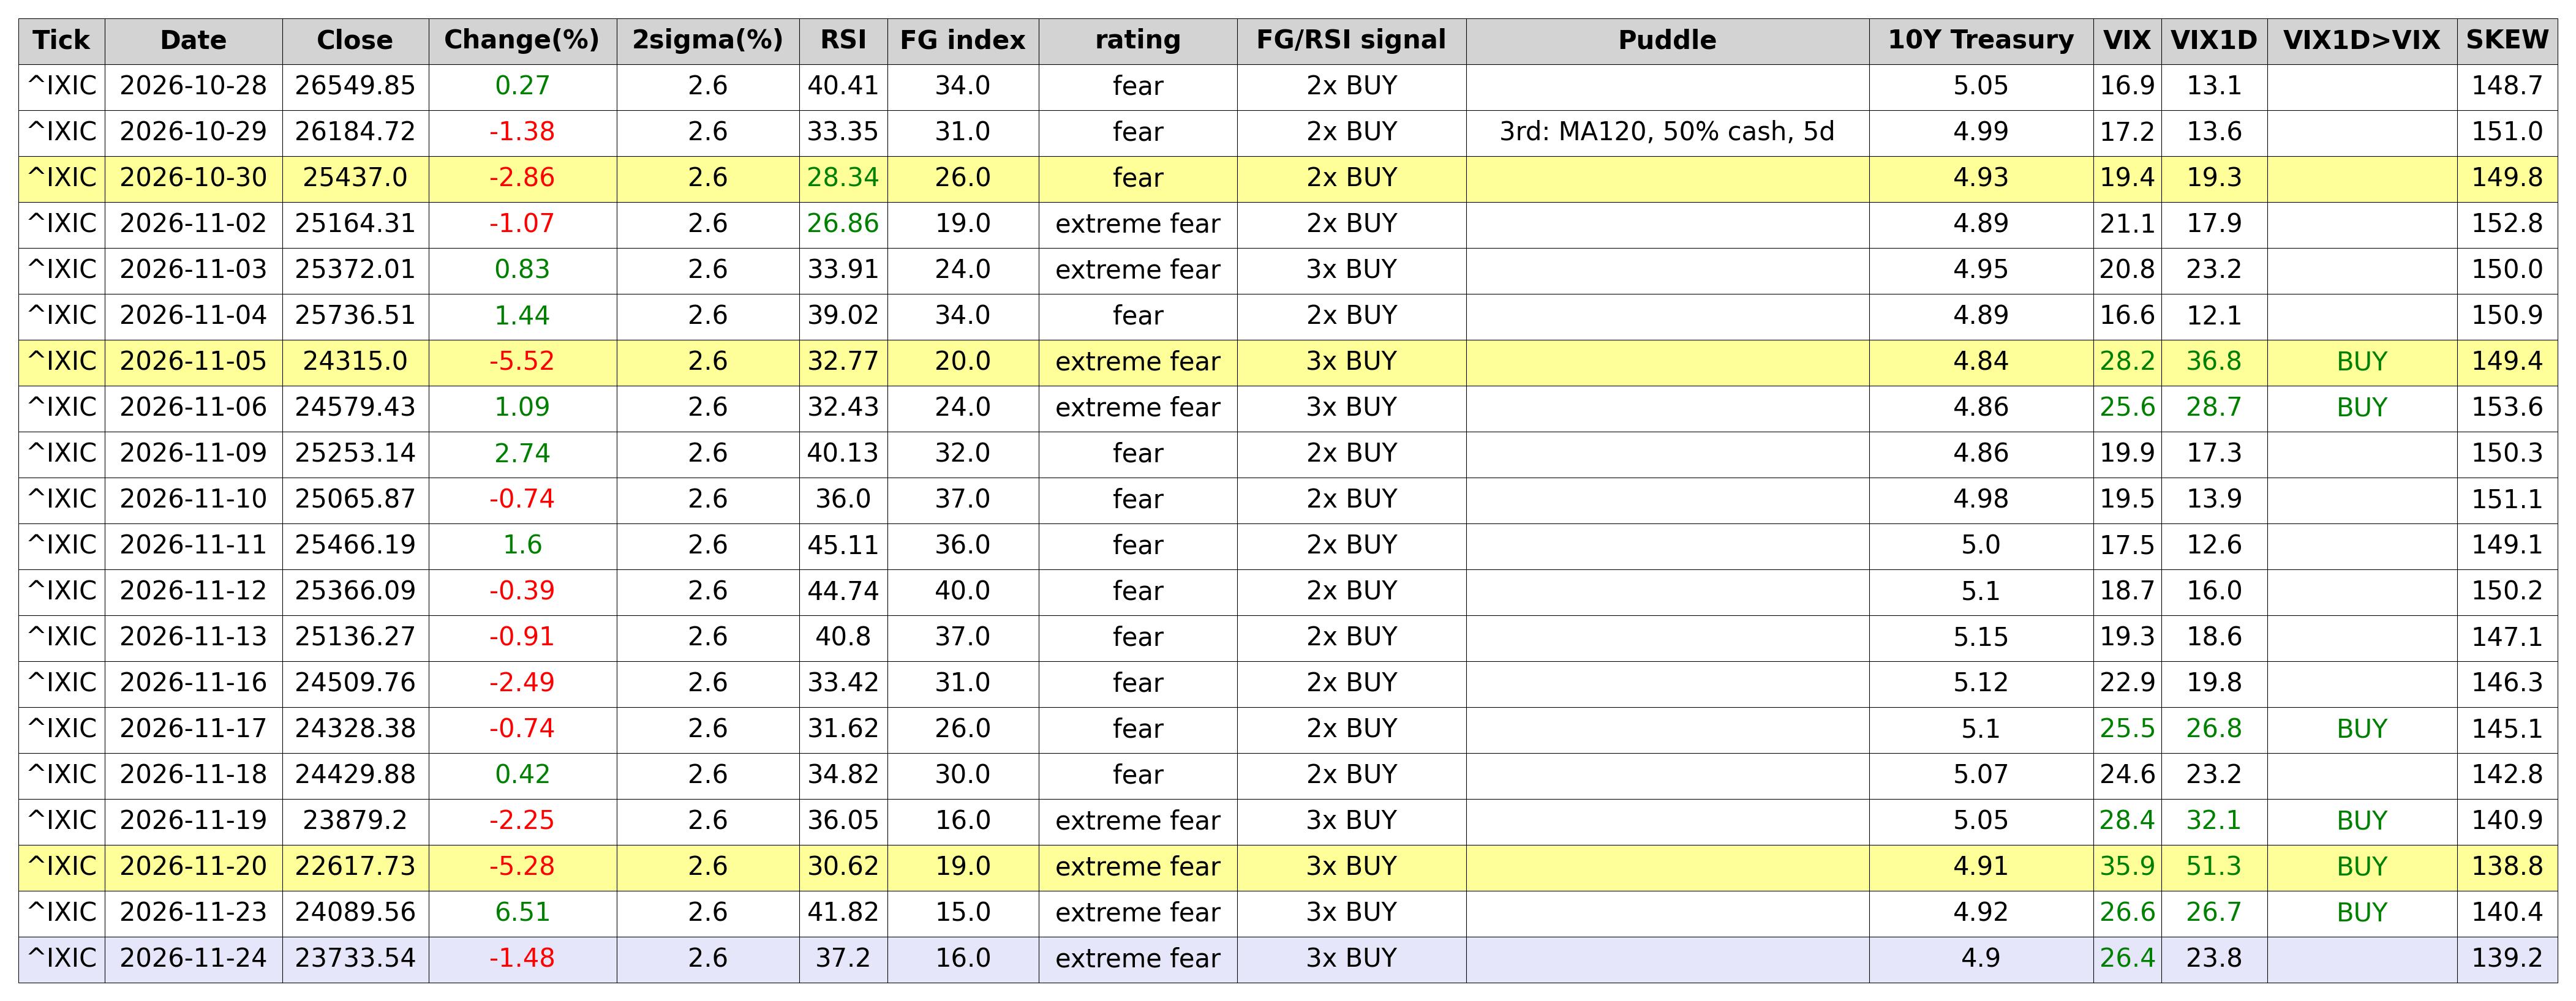 Tick Date Close Change(%) 2sigma(%) RSI FG index rating FG/RSI signal Puddle 10Y Treasury VIX VIX1D VIX1D>VIX SKEW
^IXIC 2026-10-28 26549.85 0.27 2.6 40.41 34.0 fear 2x BUY 5.05 16.9 13.1 148.7
^IXIC 2026-10-29 26184.72 -1.38 2.6 33.35 31.0 fear 2x BUY 3rd: MA120, 50% cash, 5d 4.99 17.2 13.6 151.0
^IXIC 2026-10-30 25437.0 -2.86 2.6 28.34 26.0 fear 2x BUY 4.93 19.4 19.3 149.8
^IXIC 2026-11-02 25164.31 -1.07 2.6 26.86 19.0 extreme fear 2x BUY 4.89 21.1 17.9 152.8
^IXIC 2026-11-03 25372.01 0.83 2.6 33.91 24.0 extreme fear 3x BUY 4.95 20.8 23.2 150.0
^IXIC 2026-11-04 25736.51 1.44 2.6 39.02 34.0 fear 2x BUY 4.89 16.6 12.1 150.9
^IXIC 2026-11-05 24315.0 -5.52 2.6 32.77 20.0 extreme fear 3x BUY 4.84 28.2 36.8 BUY 149.4
^IXIC 2026-11-06 24579.43 1.09 2.6 32.43 24.0 extreme fear 3x BUY 4.86 25.6 28.7 BUY 153.6
^IXIC 2026-11-09 25253.14 2.74 2.6 40.13 32.0 fear 2x BUY 4.86 19.9 17.3 150.3
^IXIC 2026-11-10 25065.87 -0.74 2.6 36.0 37.0 fear 2x BUY 4.98 19.5 13.9 151.1
^IXIC 2026-11-11 25466.19 1.6 2.6 45.11 36.0 fear 2x BUY 5.0 17.5 12.6 149.1
^IXIC 2026-11-12 25366.09 -0.39 2.6 44.74 40.0 fear 2x BUY 5.1 18.7 16.0 150.2
^IXIC 2026-11-13 25136.27 -0.91 2.6 40.8 37.0 fear 2x BUY 5.15 19.3 18.6 147.1
^IXIC 2026-11-16 24509.76 -2.49 2.6 33.42 31.0 fear 2x BUY 5.12 22.9 19.8 146.3
^IXIC 2026-11-17 24328.38 -0.74 2.6 31.62 26.0 fear 2x BUY 5.1 25.5 26.8 BUY 145.1
^IXIC 2026-11-18 24429.88 0.42 2.6 34.82 30.0 fear 2x BUY 5.07 24.6 23.2 142.8
^IXIC 2026-11-19 23879.2 -2.25 2.6 36.05 16.0 extreme fear 3x BUY 5.05 28.4 32.1 BUY 140.9
^IXIC 2026-11-20 22617.73 -5.28 2.6 30.62 19.0 extreme fear 3x BUY 4.91 35.9 51.3 BUY 138.8
^IXIC 2026-11-23 24089.56 6.51 2.6 41.82 15.0 extreme fear 3x BUY 4.92 26.6 26.7 BUY 140.4
^IXIC 2026-11-24 23733.54 -1.48 2.6 37.2 16.0 extreme fear 3x BUY 4.9 26.4 23.8 139.2